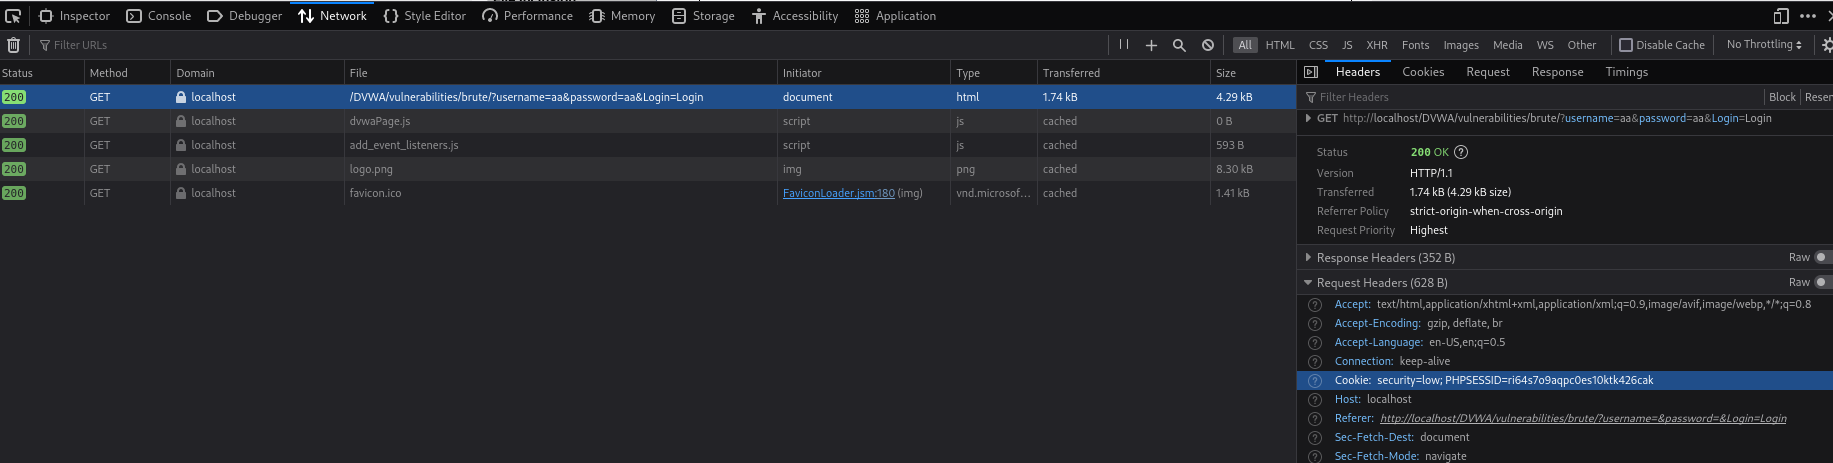 Inspector Console Debugger Network Style Editor Performance Memory Storage Accessibility Application
Filter URLs All HTML CSS JS XHR Fonts Images Media WS Other Disable Cache No Throttling
Status Method Domain File Initiator Type Transferred Size
200 GET localhost /DVWA/vulnerabilities/brute/?username=aa&password=aa&Login=Login document html 1.74 kB 4.29 kB
200 GET localhost dvwaPage.js script js cached 0 B
200 GET localhost add_event_listeners.js script js cached 593 B
200 GET localhost logo.png img png cached 8.30 kB
200 GET localhost favicon.ico FaviconLoader.jsm:180 (img) vnd.microsof... cached 1.41 kB
Headers Cookies Request Response Timings
Filter Headers Block Resen
GET http://localhost/DVWA/vulnerabilities/brute/?username=aa&password=aa&Login=Login
Status 200 OK
Version HTTP/1.1
Transferred 1.74 kB (4.29 kB size)
Referrer Policy strict-origin-when-cross-origin
Request Priority Highest
Response Headers (352 B) Raw
Request Headers (628 B) Raw
Accept: text/html,application/xhtml+xml,application/xml;q=0.9,image/avif,image/webp,*/*;q=0.8
Accept-Encoding: gzip, deflate, br
Accept-Language: en-US,en;q=0.5
Connection: keep-alive
Cookie: security=low; PHPSESSID=ri64s7o9aqpc0es10ktk426cak
Host: localhost
Referer: http://localhost/DVWA/vulnerabilities/brute/?username=&password=&Login=Login
Sec-Fetch-Dest: document
Sec-Fetch-Mode: navigate